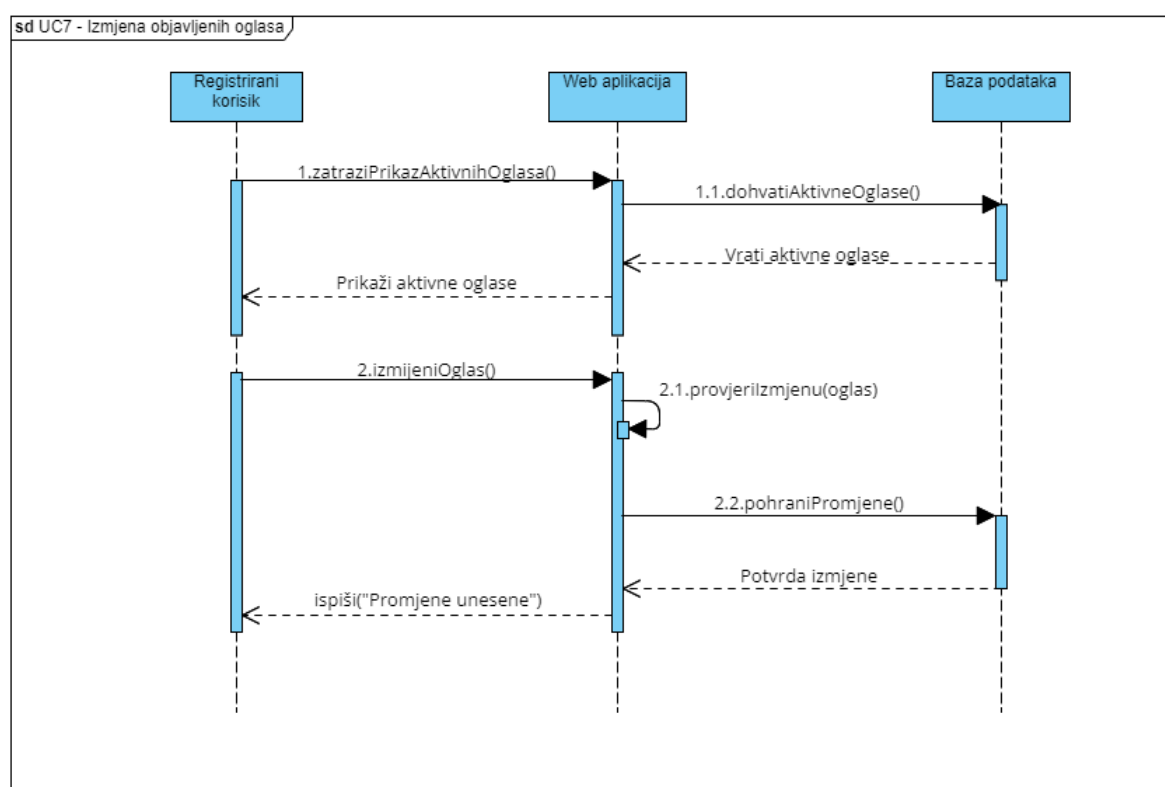 sd UC7 - Izmjena objavljenih oglasa
Registrirani
korisik
Web aplikacija
Baza podataka
1.zatraziPrikazAktivnihOglasa()
1.1.dohvatiAktivneOglase()
Vrati aktivne oglase
Prikaži aktivne oglase
2.izmijeniOglas()
2.1.provjeriIzmjenu(oglas)
2.2.pohraniPromjene()
Potvrda izmjene
ispiši("Promjene unesene")